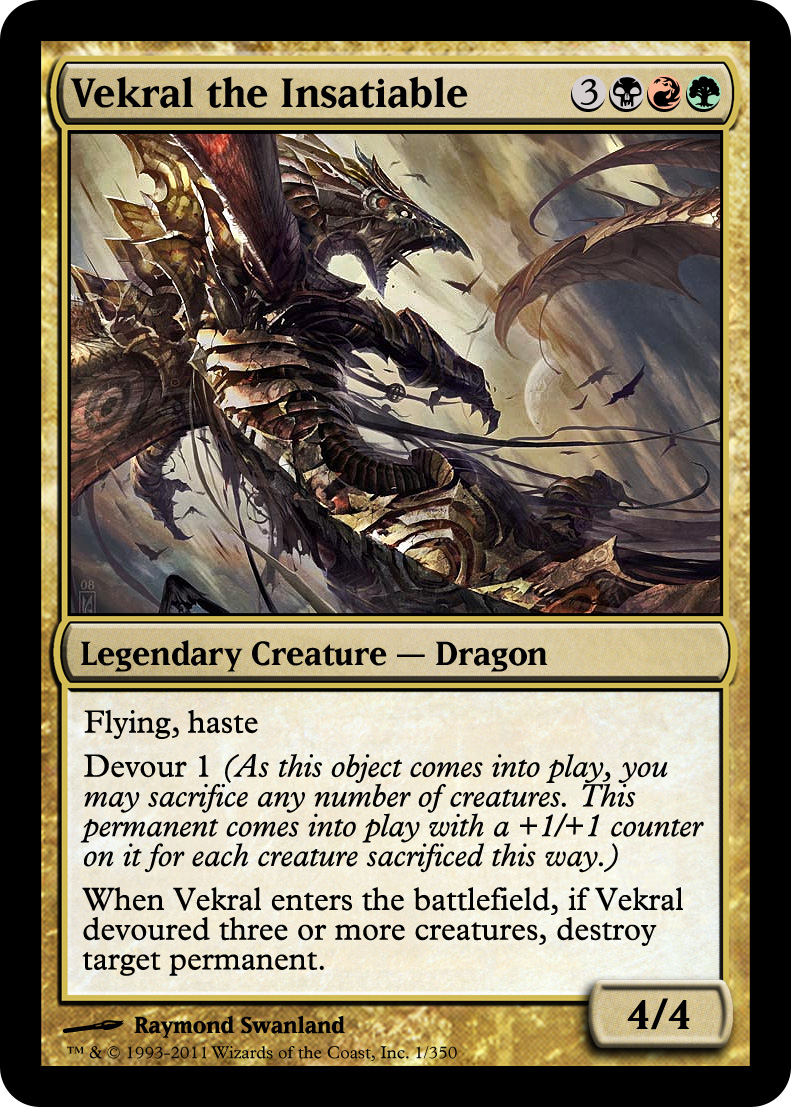 Vekral the Insatiable 3
08
Legendary Creature — Dragon
Flying, haste
Devour 1 (As this object comes into play, you
may sacrifice any number of creatures. This
permanent comes into play with a +1/+1 counter
on it for each creature sacrificed this way.)
When Vekral enters the battlefield, if Vekral
devoured three or more creatures, destroy
target permanent.
4/4
Raymond Swanland
™ & © 1993-2011 Wizards of the Coast, Inc. 1/350